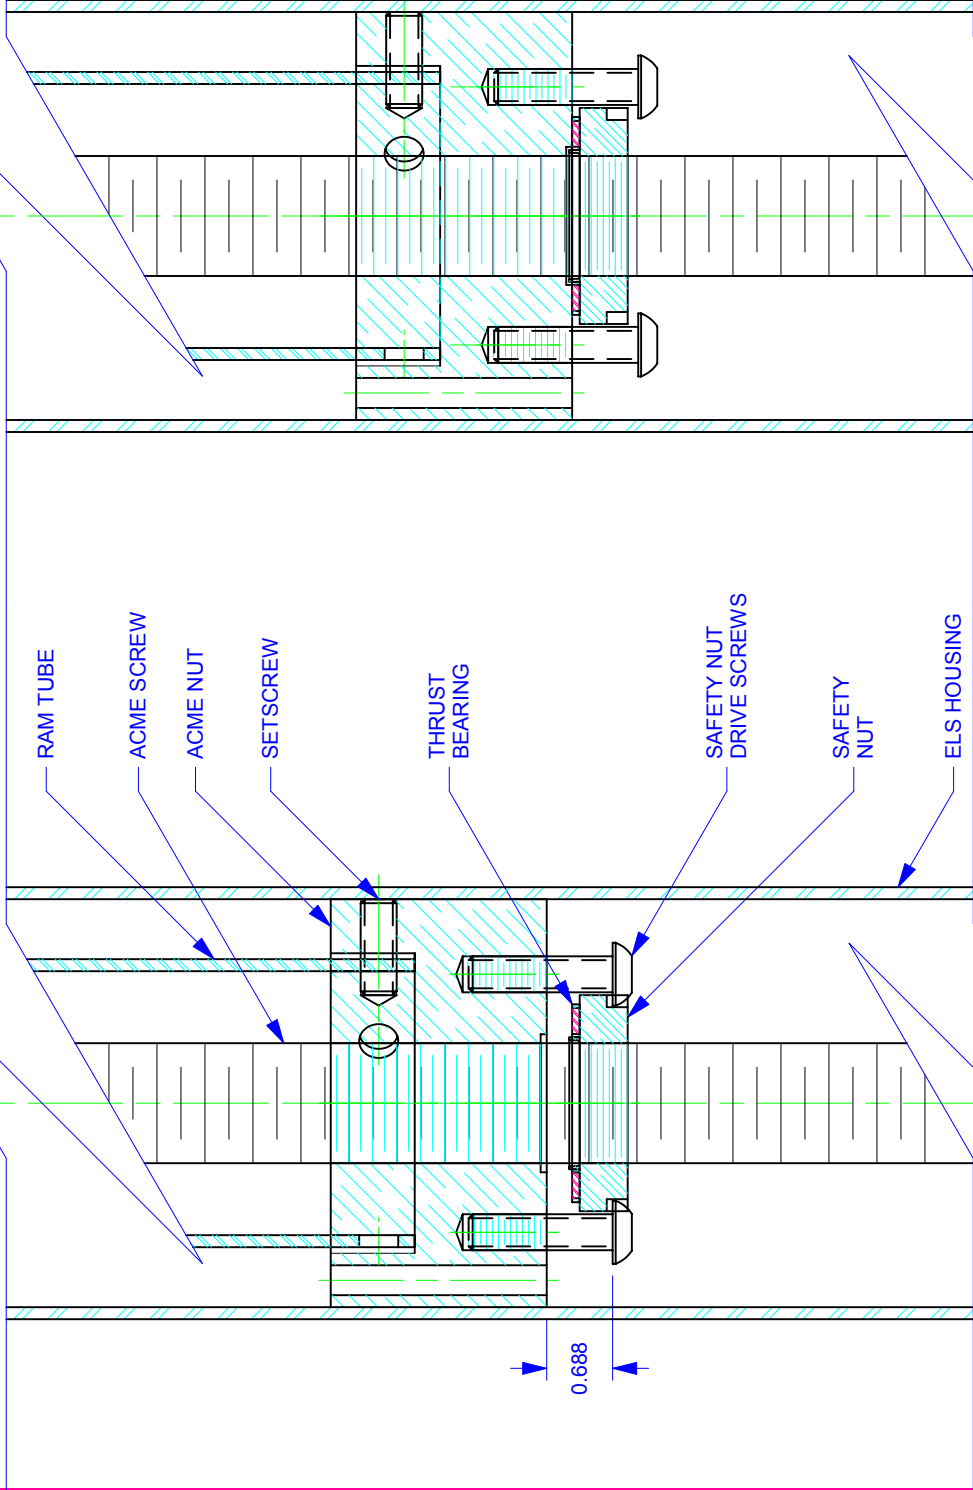 RAM TUBE
ACME SCREW
ACME NUT
SETSCREW
THRUST
BEARING
SAFETY NUT
DRIVE SCREWS
SAFETY
NUT
ELS HOUSING
0.688